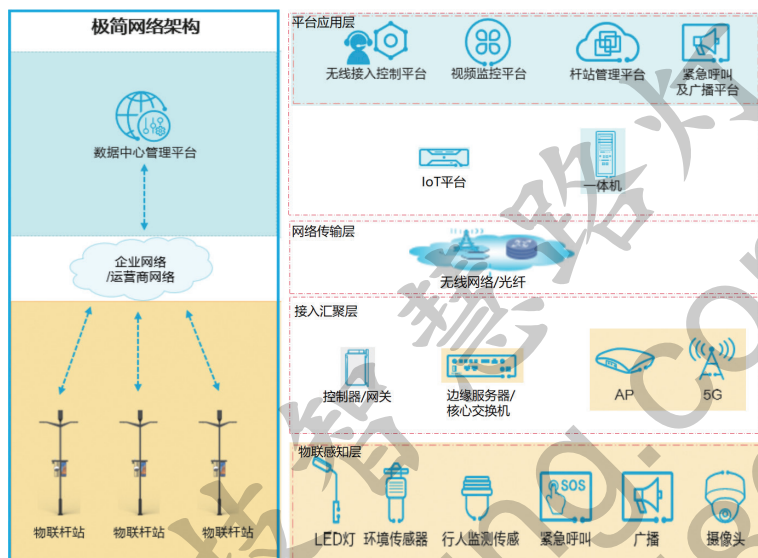 极简网络架构
数据中心管理平台
企业网络
/运营商网络
物联杆站
物联杆站
物联杆站
平台应用层
无线接入控制平台
视频监控平台
杆站管理平台
紧急呼叫
及广播平台
IoT平台
一体机
网络传输层
无线网络/光纤
接入汇聚层
控制器/网关
边缘服务器/
核心交换机
AP
5G
物联感知层
SOS
LED灯
环境传感器
行人监测传感
紧急呼叫
广播
摄像头